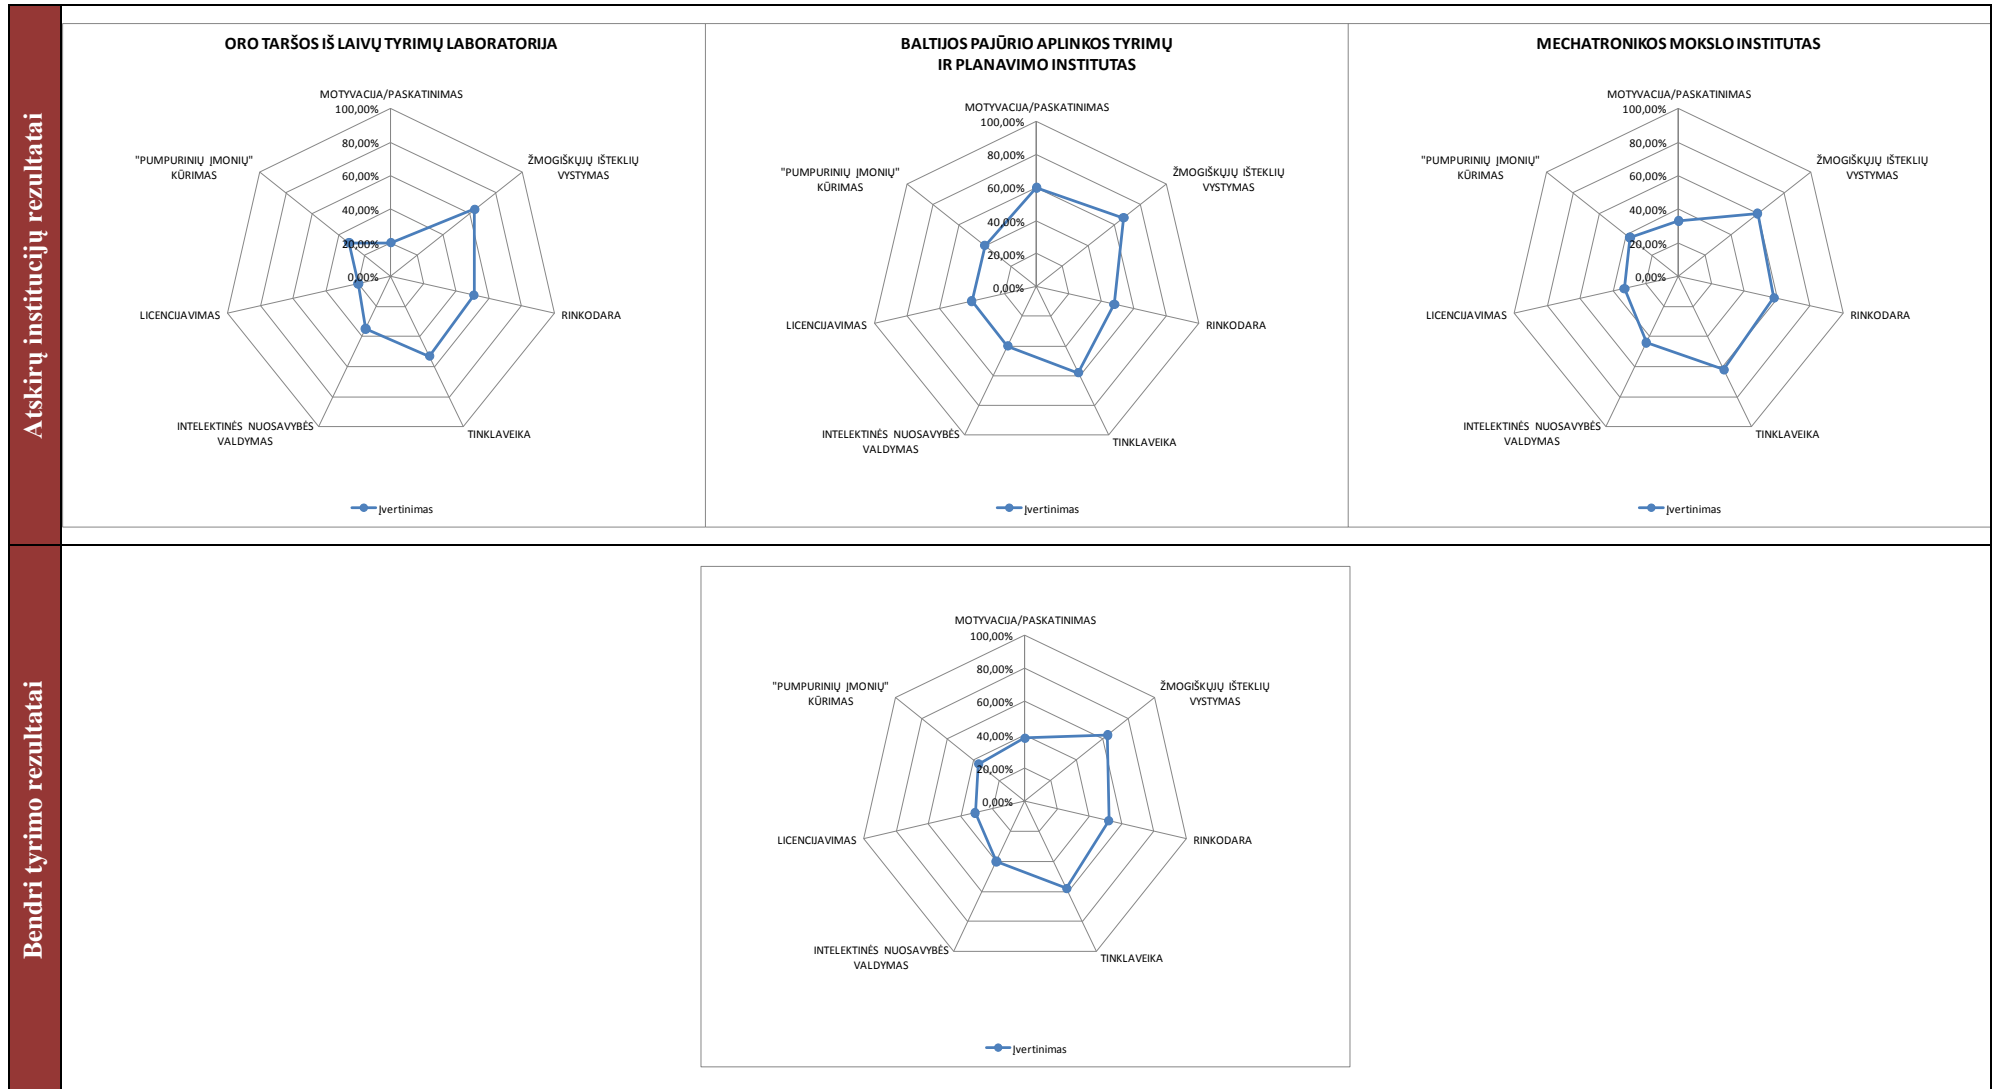 Atskirų institucijų rezultatai
ORO TARŠOS IŠ LAIVŲ TYRIMŲ LABORATORIJA
MOTYVACIJA/PASKATINIMAS
100,00%
80,00%
60,00%
40,00%
20,00%
0,00%
ŽMOGIŠKŲJŲ IŠTEKLIŲ
VYSTYMAS
RINKODARA
TINKLAVEIKA
INTELEKTINĖS NUOSAVYBĖS
VALDYMAS
LICENCIJAVIMAS
"PUMPURINIŲ ĮMONIŲ"
KŪRIMAS
Įvertinimas
BALTIJOS PAJŪRIO APLINKOS TYRIMŲ
IR PLANAVIMO INSTITUTAS
MOTYVACIJA/PASKATINIMAS
100,00%
80,00%
60,00%
40,00%
20,00%
0,00%
ŽMOGIŠKŲJŲ IŠTEKLIŲ
VYSTYMAS
RINKODARA
TINKLAVEIKA
INTELEKTINĖS NUOSAVYBĖS
VALDYMAS
LICENCIJAVIMAS
"PUMPURINIŲ ĮMONIŲ"
KŪRIMAS
Įvertinimas
MECHATRONIKOS MOKSLO INSTITUTAS
MOTYVACIJA/PASKATINIMAS
100,00%
80,00%
60,00%
40,00%
20,00%
0,00%
ŽMOGIŠKŲJŲ IŠTEKLIŲ
VYSTYMAS
RINKODARA
TINKLAVEIKA
INTELEKTINĖS NUOSAVYBĖS
VALDYMAS
LICENCIJAVIMAS
"PUMPURINIŲ ĮMONIŲ"
KŪRIMAS
Įvertinimas
Bendri tyrimo rezultatai
MOTYVACIJA/PASKATINIMAS
100,00%
80,00%
60,00%
40,00%
20,00%
0,00%
ŽMOGIŠKŲJŲ IŠTEKLIŲ
VYSTYMAS
RINKODARA
TINKLAVEIKA
INTELEKTINĖS NUOSAVYBĖS
VALDYMAS
LICENCIJAVIMAS
"PUMPURINIŲ ĮMONIŲ"
KŪRIMAS
Įvertinimas